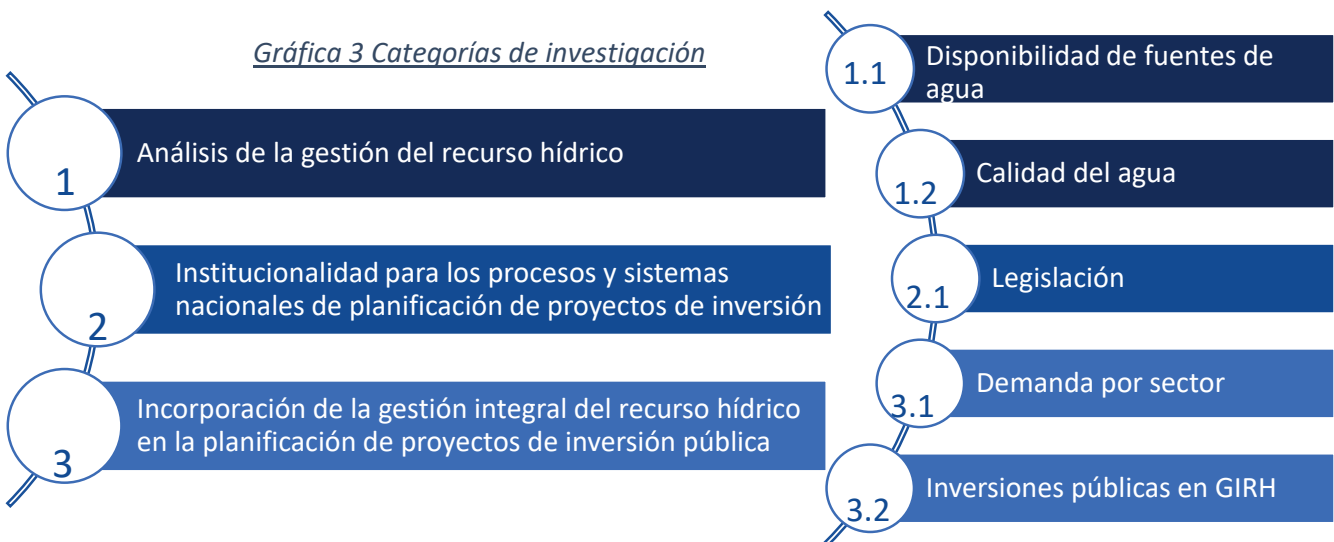 Gráfica 3 Categorías de investigación
1
Análisis de la gestión del recurso hídrico
2
Institucionalidad para los procesos y sistemas
nacionales de planificación de proyectos de inversión
3
Incorporación de la gestión integral del recurso hídrico
en la planificación de proyectos de inversión pública
1.1
Disponibilidad de fuentes de
agua
1.2
Calidad del agua
2.1
Legislación
3.1
Demanda por sector
3.2
Inversiones públicas en GIRH